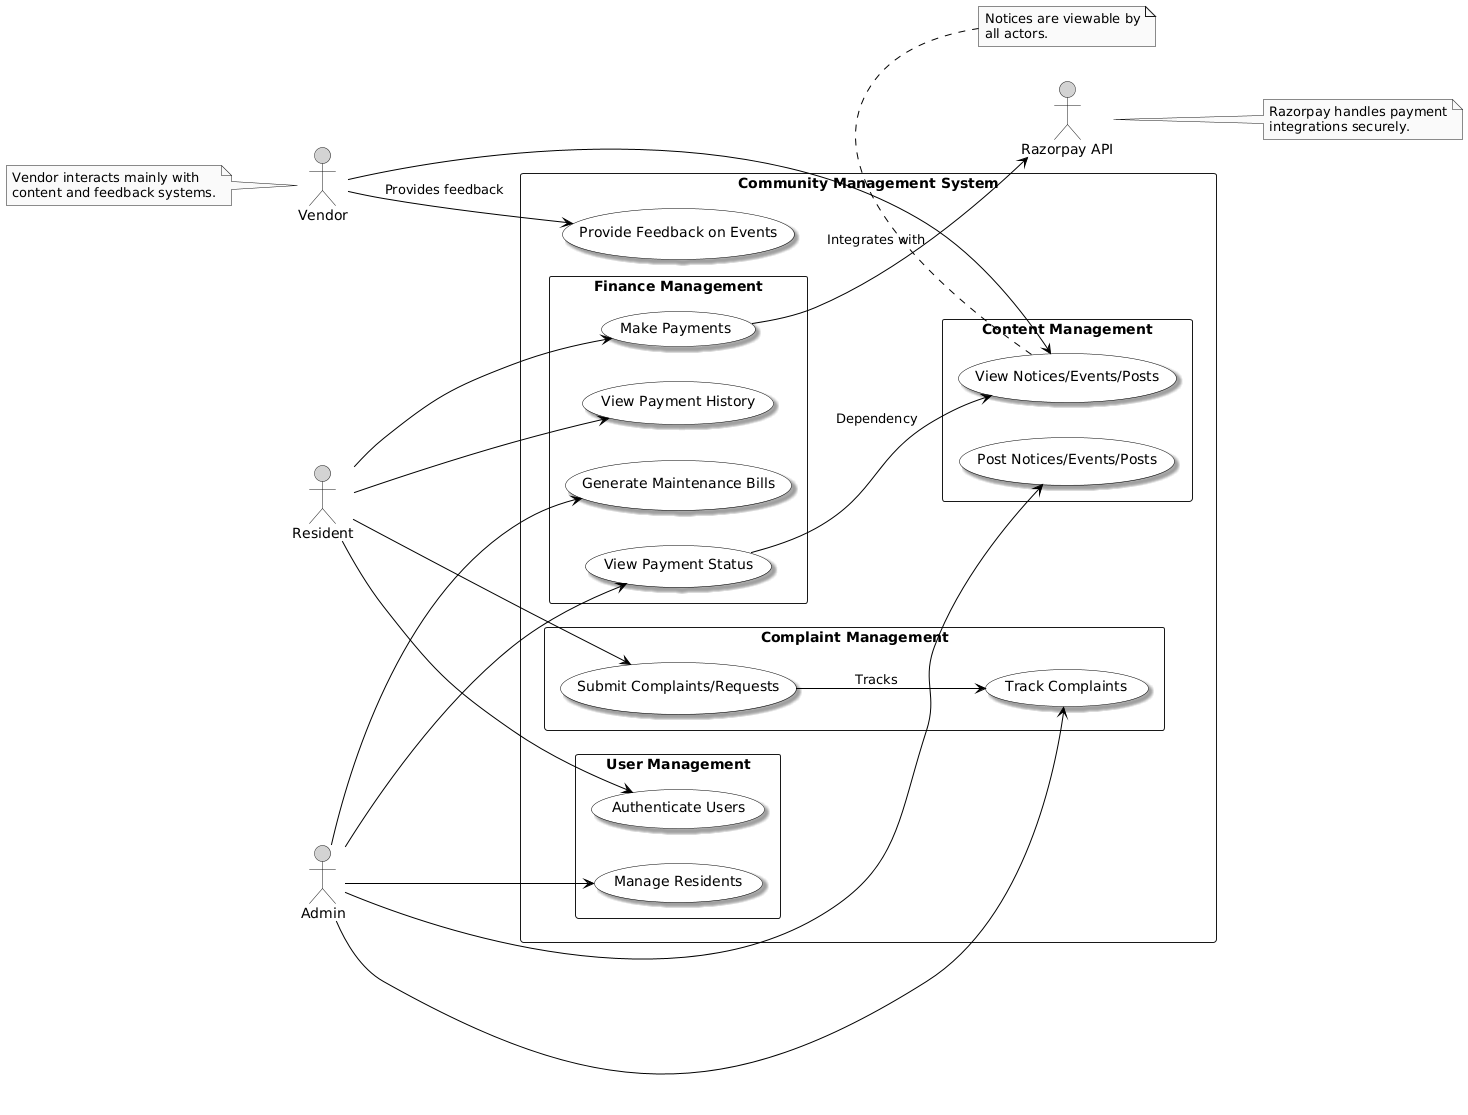 Notices are viewable by
all actors.
Razorpay API
Razorpay handles payment
integrations securely.
Vendor interacts mainly with
content and feedback systems.
Vendor
Provides feedback
Community Management System
Provide Feedback on Events
Integrates with
Finance Management
Make Payments
View Payment History
Generate Maintenance Bills
View Payment Status
Dependency
Content Management
View Notices/Events/Posts
Post Notices/Events/Posts
Resident
Complaint Management
Submit Complaints/Requests
Tracks
Track Complaints
User Management
Authenticate Users
Manage Residents
Admin